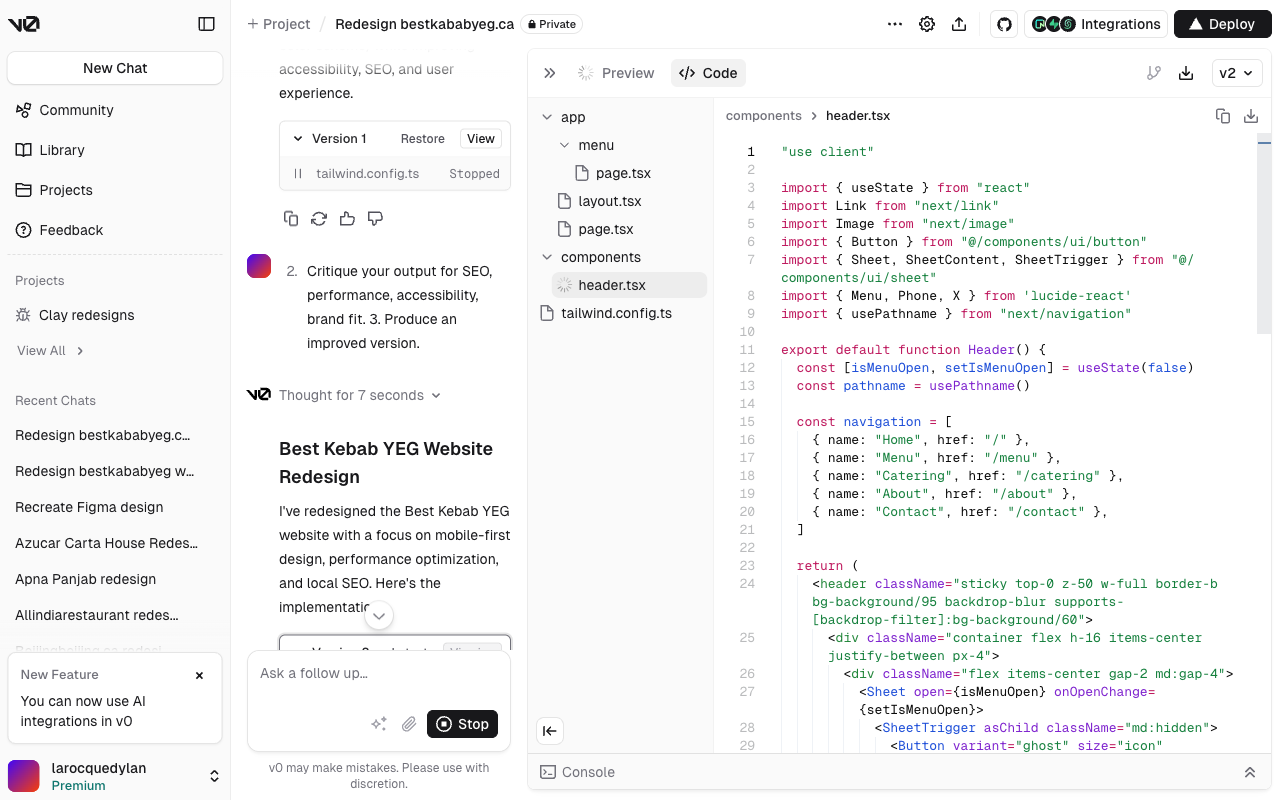 v0
New Chat
Community
Library
Projects
Feedback
Projects
Clay redesigns
View All
Recent Chats
Redesign bestkababyeg.c...
Redesign bestkababyeg w...
Recreate Figma design
Azucar Carta House Redes...
Apna Panjab redesign
Allindiarestaurant redes...
New Feature
You can now use AI
integrations in v0
larocquedylan
Premium
+ Project / Redesign bestkababyeg.ca Private
Integrations
Deploy
accessibility, SEO, and user
experience.
Version 1 Restore View
tailwind.config.ts Stopped
2. Critique your output for SEO,
performance, accessibility,
brand fit. 3. Produce an
improved version.
v0 Thought for 7 seconds
Best Kebab YEG Website
Redesign
I've redesigned the Best Kebab YEG
website with a focus on mobile-first
design, performance optimization,
and local SEO. Here's the
Ask a follow up...
Stop
v0 may make mistakes. Please use with
discretion.
Preview
Code
v2
app
menu
page.tsx
layout.tsx
page.tsx
components
header.tsx
tailwind.config.ts
components > header.tsx
1 "use client"
2
3 import { useState } from "react"
4 import Link from "next/link"
5 import Image from "next/image"
6 import { Button } from "@/components/ui/button"
7 import { Sheet, SheetContent, SheetTrigger } from "@/
components/ui/sheet"
8 import { Menu, Phone, X } from 'lucide-react'
9 import { usePathname } from "next/navigation"
10
11 export default function Header() {
12 const [isMenuOpen, setIsMenuOpen] = useState(false)
13 const pathname = usePathname()
14
15 const navigation = [
16 { name: "Home", href: "/" },
17 { name: "Menu", href: "/menu" },
18 { name: "Catering", href: "/catering" },
19 { name: "About", href: "/about" },
20 { name: "Contact", href: "/contact" },
21 ]
22
23 return (
24 <header className="sticky top-0 z-50 w-full border-b
bg-background/95 backdrop-blur supports-
[backdrop-filter]:bg-background/60">
25 <div className="container flex h-16 items-center
justify-between px-4">
26 <div className="flex items-center gap-2 md:gap-4">
27 <Sheet open={isMenuOpen} onOpenChange=
{setIsMenuOpen}>
28 <SheetTrigger asChild className="md:hidden">
29 <Button variant="ghost" size="icon"
Console